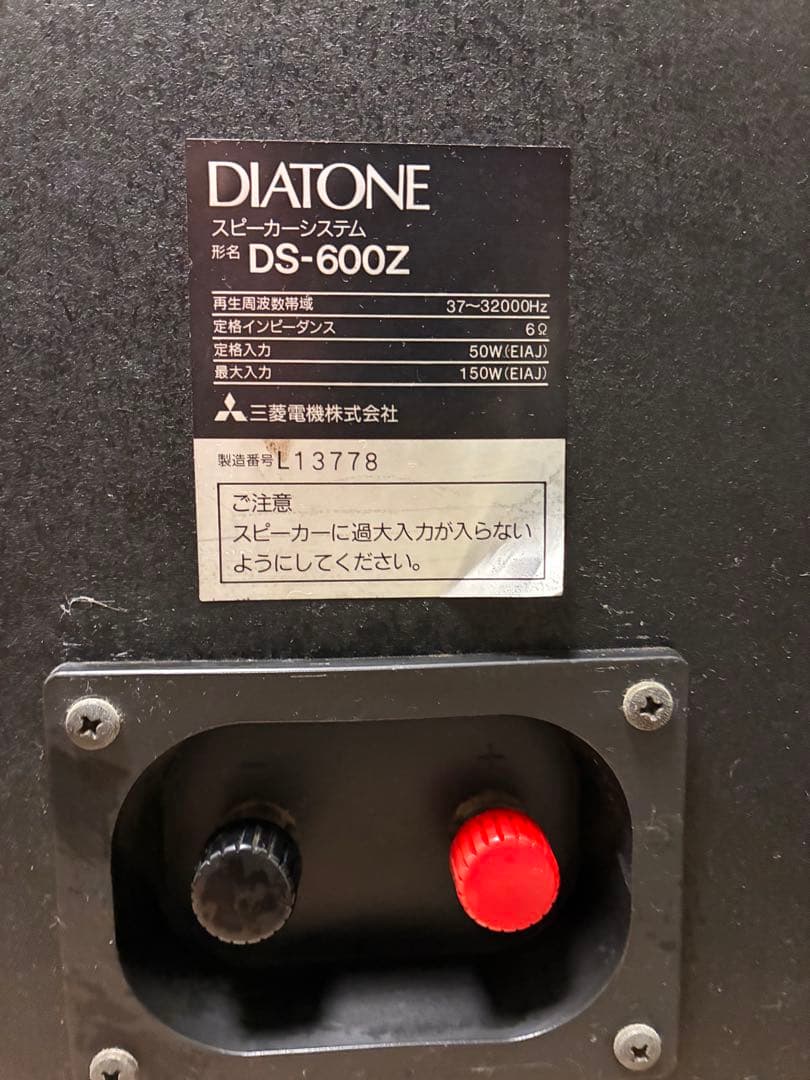 DIATONE
スピーカーシステム
形名 DS-600Z
再生周波数帯域 37〜32000Hz
定格インピーダンス 6Ω
定格入力 50W(EIAJ)
最大入力 150W(EIAJ)
三菱電機株式会社
製造番号 L13778
ご注意
スピーカーに過大入力が入らない
ようにしてください。
− +